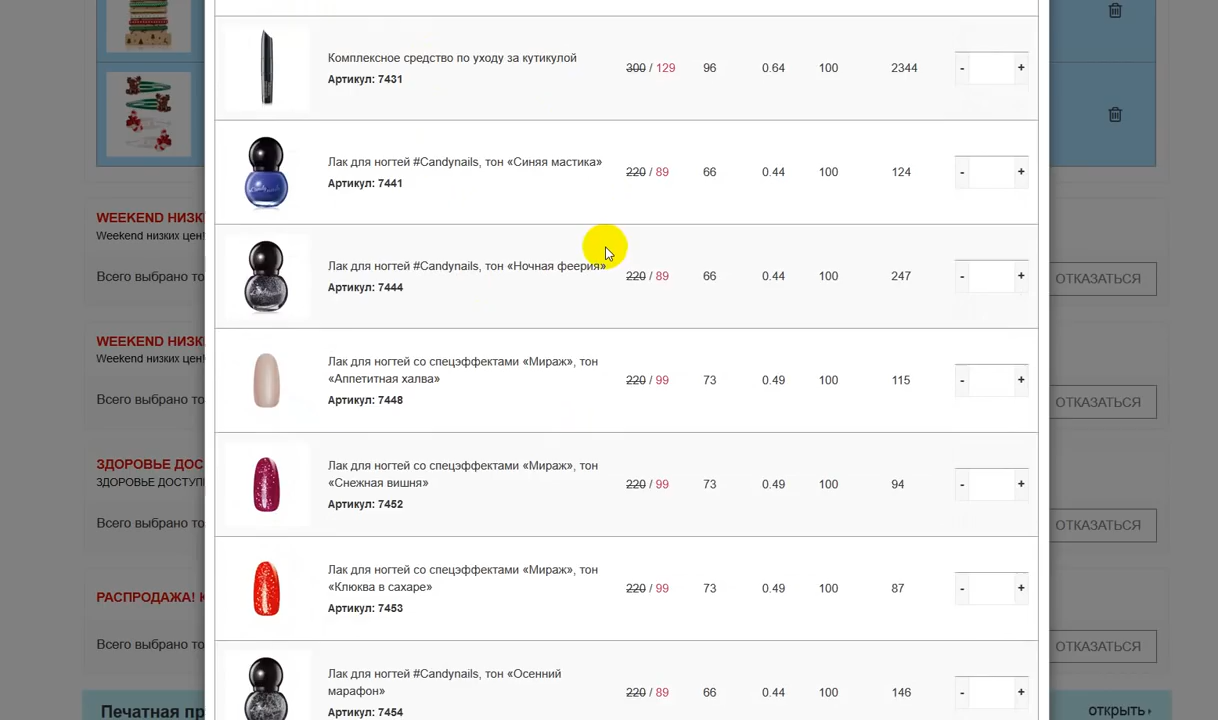 Комплексное средство по уходу за кутикулой
Артикул: 7431
300 / 129 96 0.64 100 2344 - +
Лак для ногтей #Candynails, тон «Синяя мастика»
Артикул: 7441
220 / 89 66 0.44 100 124 - +
Лак для ногтей #Candynails, тон «Ночная феерия»
Артикул: 7444
220 / 89 66 0.44 100 247 - +
Лак для ногтей со спецэффектами «Мираж», тон
«Аппетитная халва»
Артикул: 7448
220 / 99 73 0.49 100 115 - +
Лак для ногтей со спецэффектами «Мираж», тон
«Снежная вишня»
Артикул: 7452
220 / 99 73 0.49 100 94 - +
Лак для ногтей со спецэффектами «Мираж», тон
«Клюква в сахаре»
Артикул: 7453
220 / 99 73 0.49 100 87 - +
Лак для ногтей #Candynails, тон «Осенний
марафон»
Артикул: 7454
220 / 89 66 0.44 100 146 - +
WEEKEND НИЗК
Weekend низких цен!
Всего выбрано то
ОТКАЗАТЬСЯ
WEEKEND НИЗК
Weekend низких цен!
Всего выбрано то
ОТКАЗАТЬСЯ
ЗДОРОВЬЕ ДОС
ЗДОРОВЬЕ ДОСТУП
Всего выбрано то
ОТКАЗАТЬСЯ
РАСПРОДАЖА! К
Всего выбрано то
ОТКАЗАТЬСЯ
Печатная пр
открыть